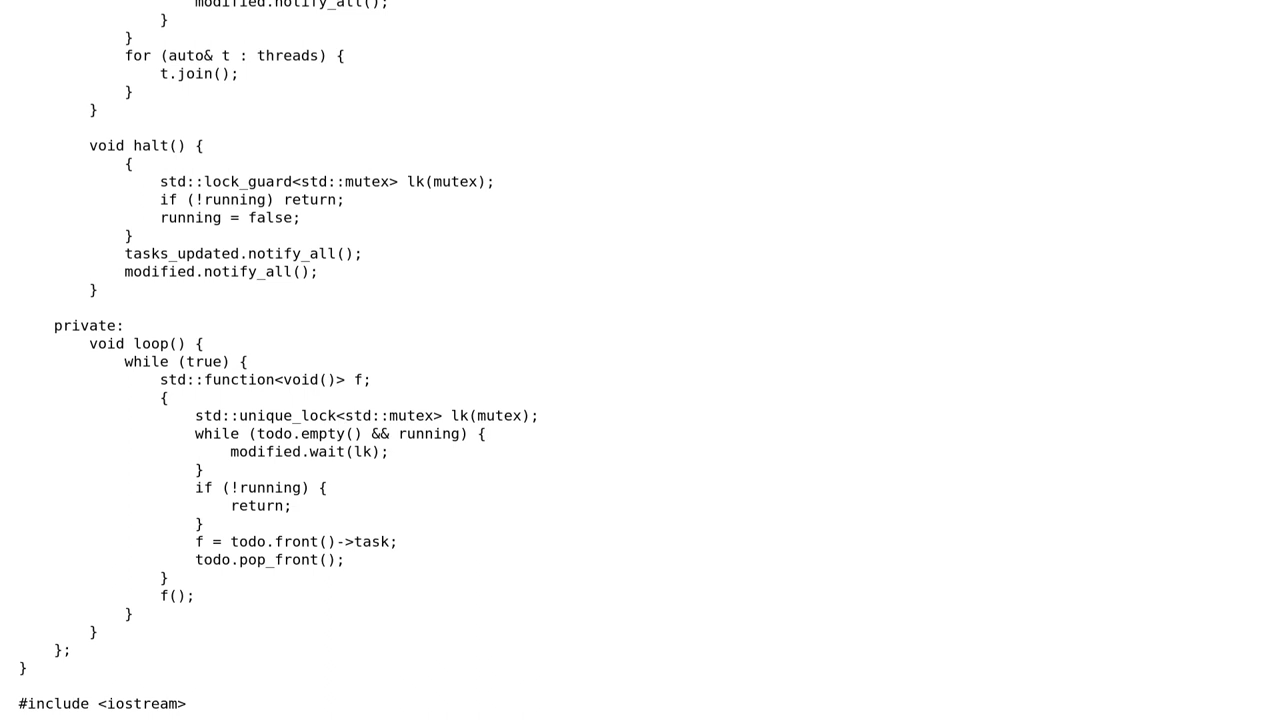 modified.notify_all();
}
}
for (auto& t : threads) {
t.join();
}
}
void halt() {
{
std::lock_guard<std::mutex> lk(mutex);
if (!running) return;
running = false;
}
tasks_updated.notify_all();
modified.notify_all();
}
private:
void loop() {
while (true) {
std::function<void()> f;
{
std::unique_lock<std::mutex> lk(mutex);
while (todo.empty() && running) {
modified.wait(lk);
}
if (!running) {
return;
}
f = todo.front()->task;
todo.pop_front();
}
f();
}
}
};
}
#include <iostream>